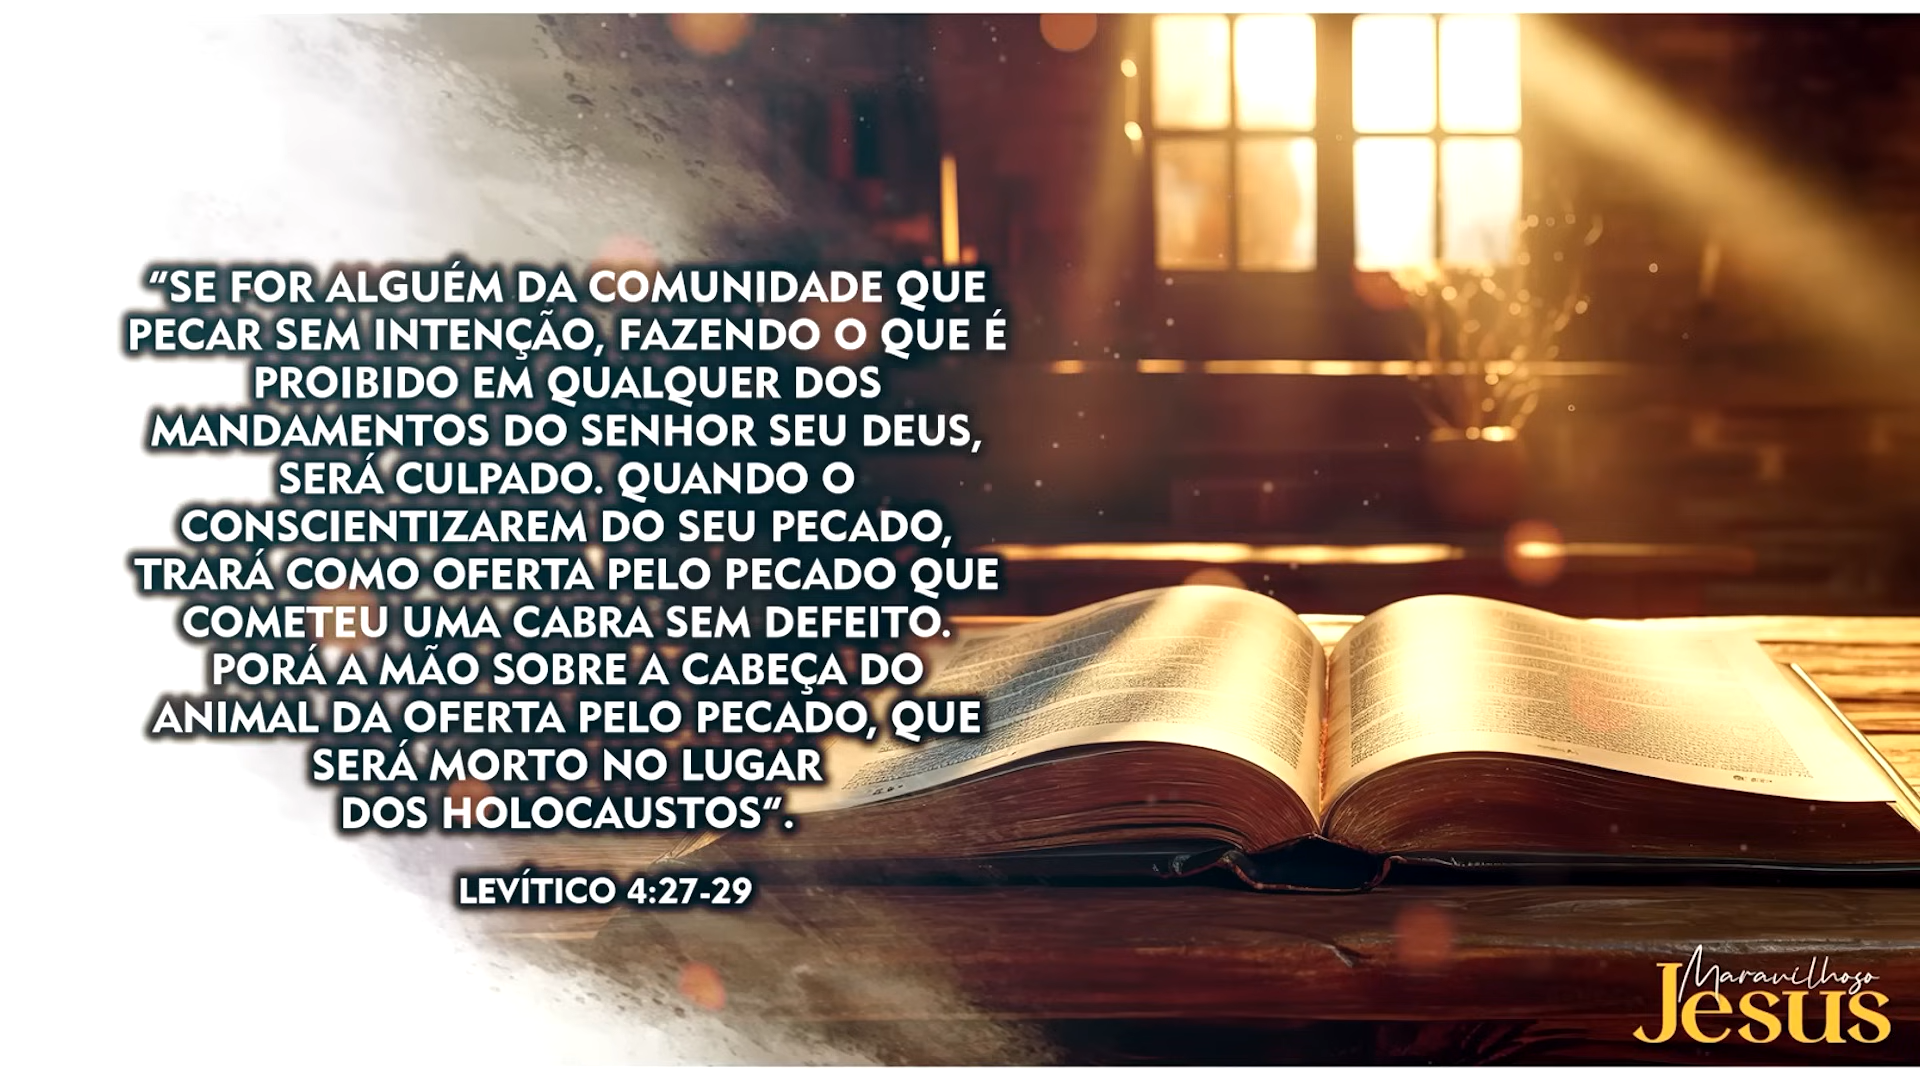 “SE FOR ALGUÉM DA COMUNIDADE QUE
PECAR SEM INTENÇÃO, FAZENDO O QUE É
PROIBIDO EM QUALQUER DOS
MANDAMENTOS DO SENHOR SEU DEUS,
SERÁ CULPADO. QUANDO O
CONSCIENTIZAREM DO SEU PECADO,
TRARÁ COMO OFERTA PELO PECADO QUE
COMETEU UMA CABRA SEM DEFEITO.
PORÁ A MÃO SOBRE A CABEÇA DO
ANIMAL DA OFERTA PELO PECADO, QUE
SERÁ MORTO NO LUGAR
DOS HOLOCAUSTOS“.
LEVÍTICO 4:27-29
Maravilhoso
Jesus